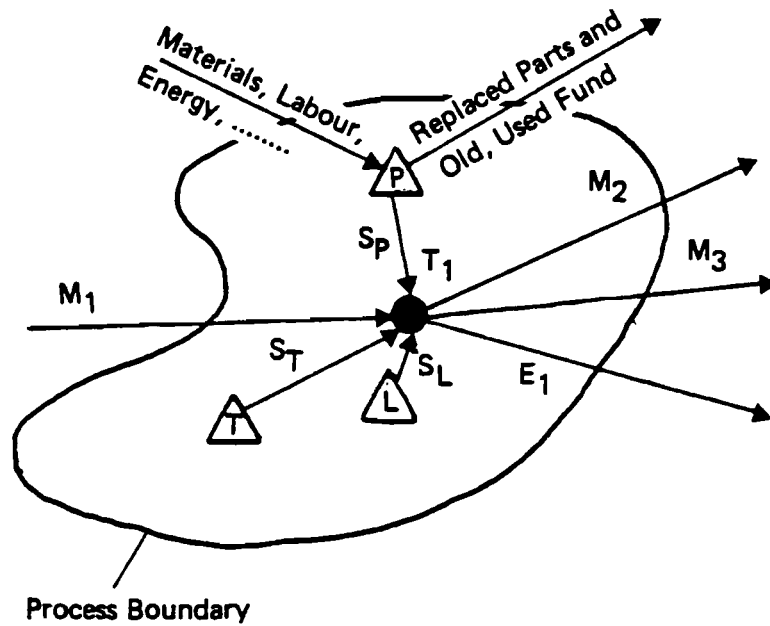 Materials, Labour,
Energy, ........
Replaced Parts and
Old, Used Fund
P
M2
SP
T1
M3
M1
ST
SL
E1
L
T
Process Boundary